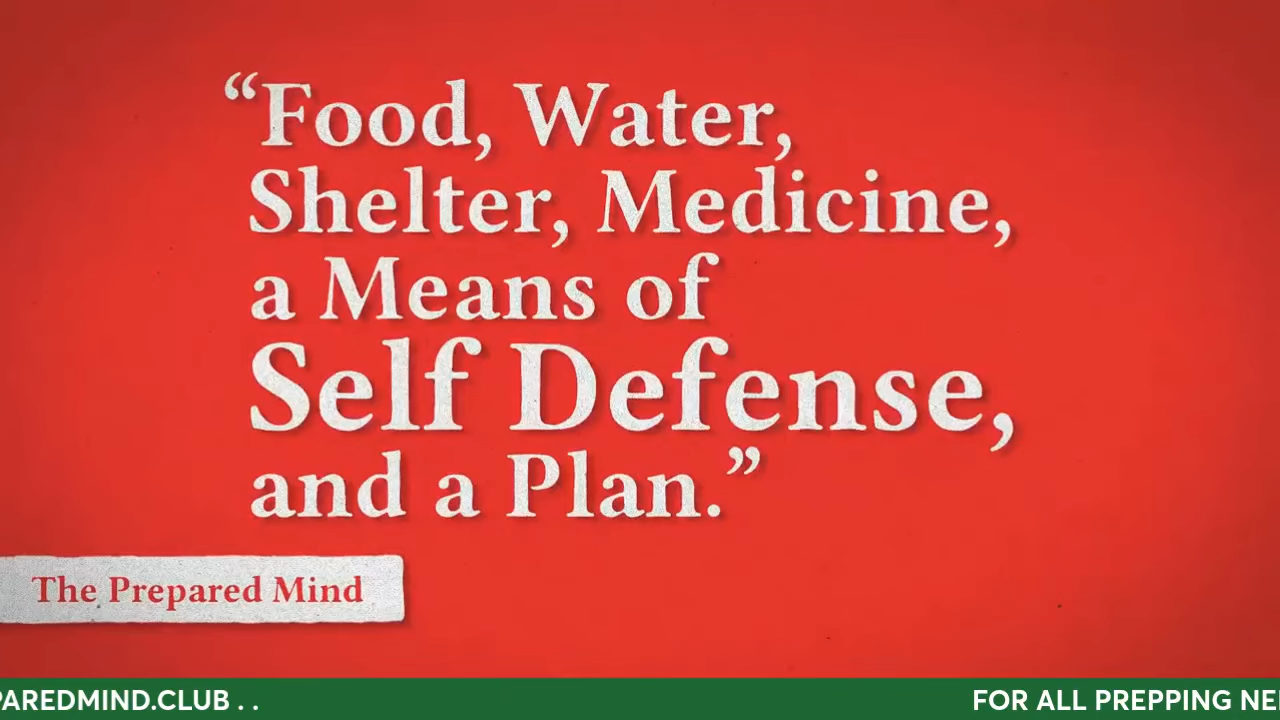 “Food, Water,
Shelter, Medicine,
a Means of
Self Defense,
and a Plan.”
The Prepared Mind
PAREDMIND.CLUB . .
FOR ALL PREPPING NE